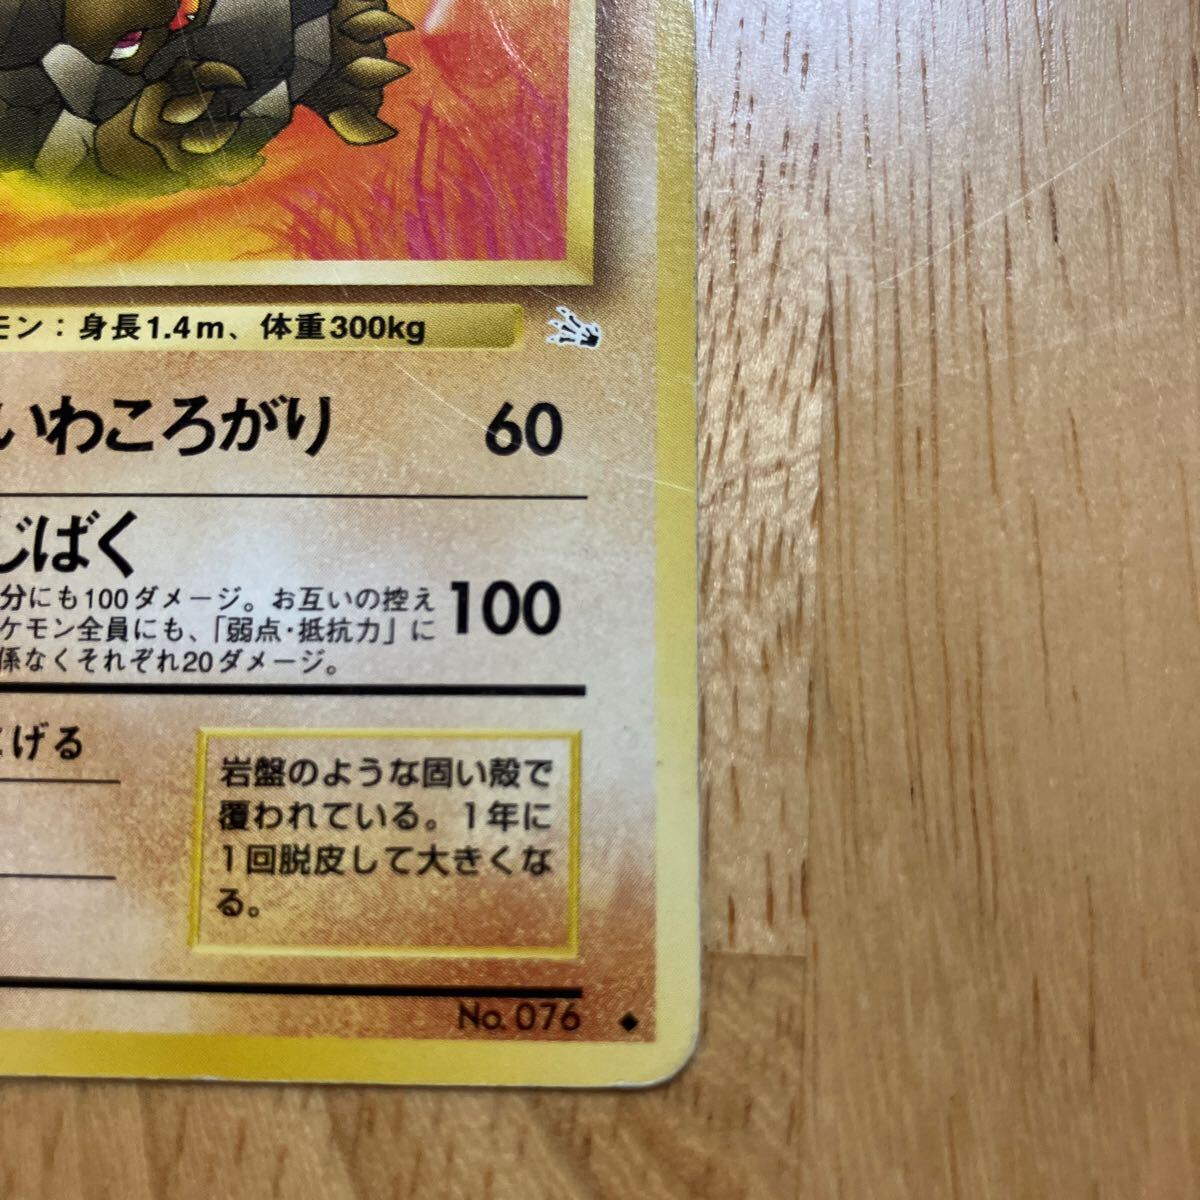 モン：身長1.4m、体重300kg
いわころがり 60
じばく 100
分にも100ダメージ。お互いの控え
ケモン全員にも、「弱点・抵抗力」に
係なくそれぞれ20ダメージ。
にげる
岩盤のような固い殻で
覆われている。1年に
1回脱皮して大きくな
る。
No. 076 ◆